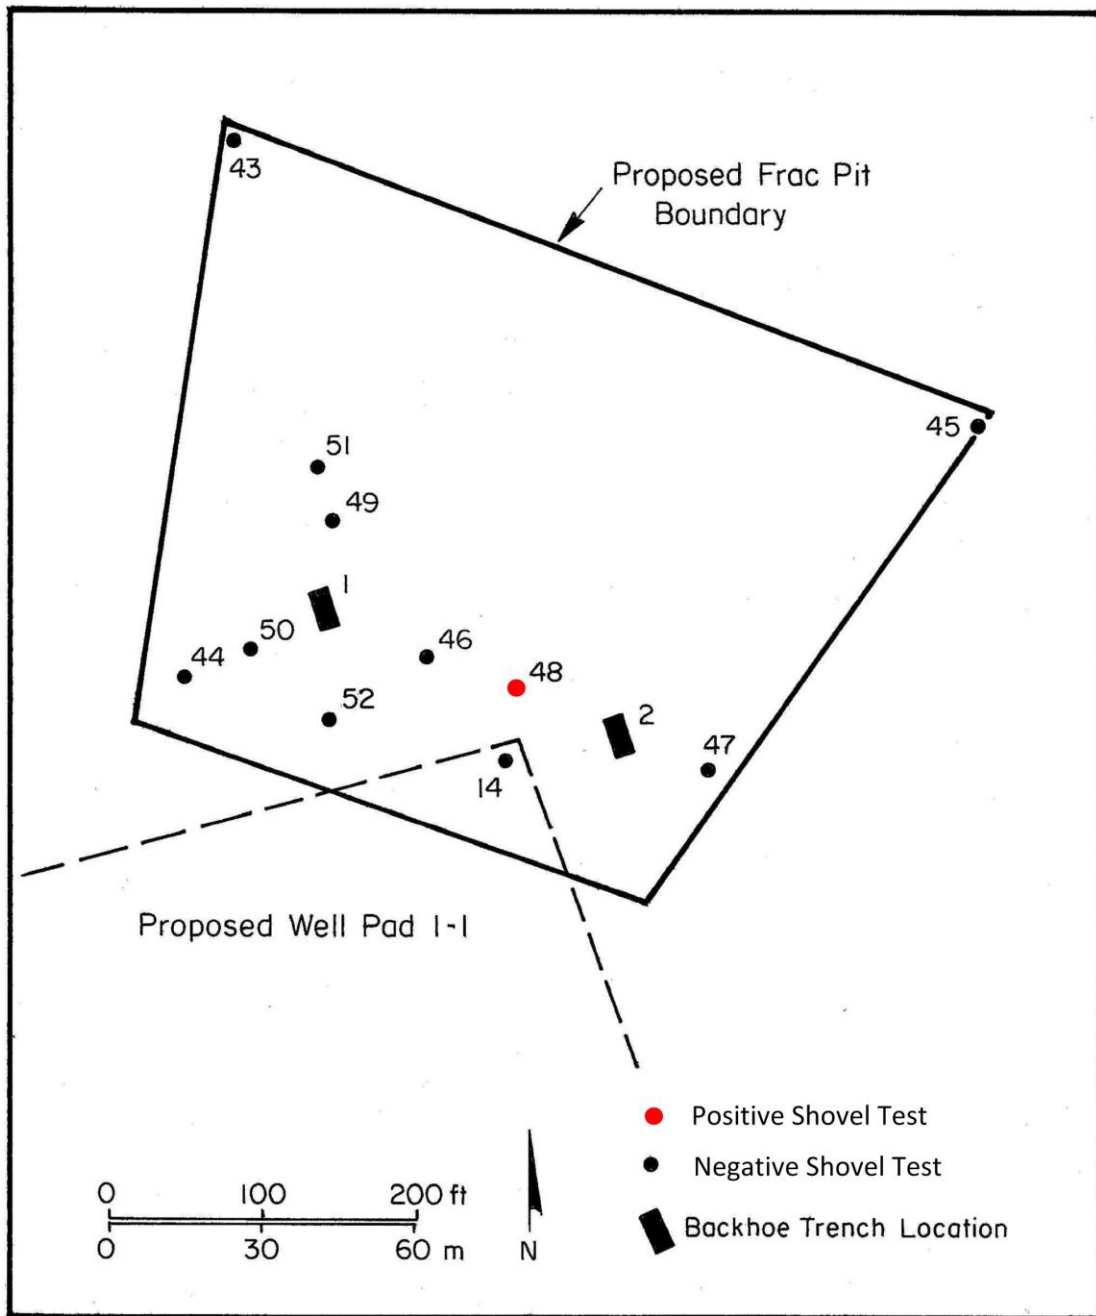 43
Proposed Frac Pit
Boundary
45
51
49
1
50
46
44
48
52
2
47
14
Proposed Well Pad 1-1
Positive Shovel Test
Negative Shovel Test
Backhoe Trench Location
0 100 200 ft
0 30 60 m
N